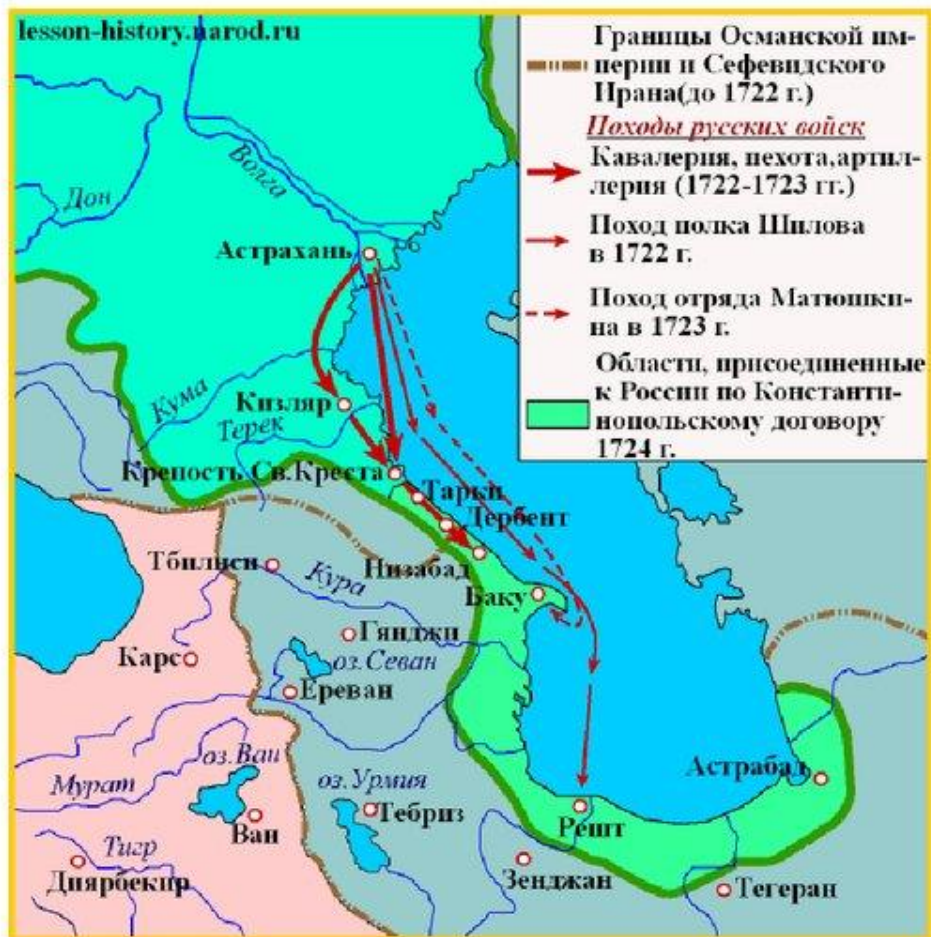 lesson-history.narod.ru
Границы Османской им-
перии и Сефевидского
Ирана(до 1722 г.)
Походы русских войск
Кавалерия, пехота,артил-
лерия (1722-1723 гг.)
Поход полка Шилова
в 1722 г.
Поход отряда Матюшки-
на в 1723 г.
Области, присоединенные
к России по Константи-
нопольскому договору
1724 г.
Волга
Дон
Астрахань
Кума
Кизляр
Терек
Крепость Св.Креста
Тарки
Дербент
Тбилиси
Низабад
Кура
Баку
Гянджи
Карс
оз.Севан
Ереван
оз.Ван
Мурат
оз.Урмия
Астрабад
Ван
Тебриз
Решт
Тигр
Диярбекир
Зенджан
Тегеран